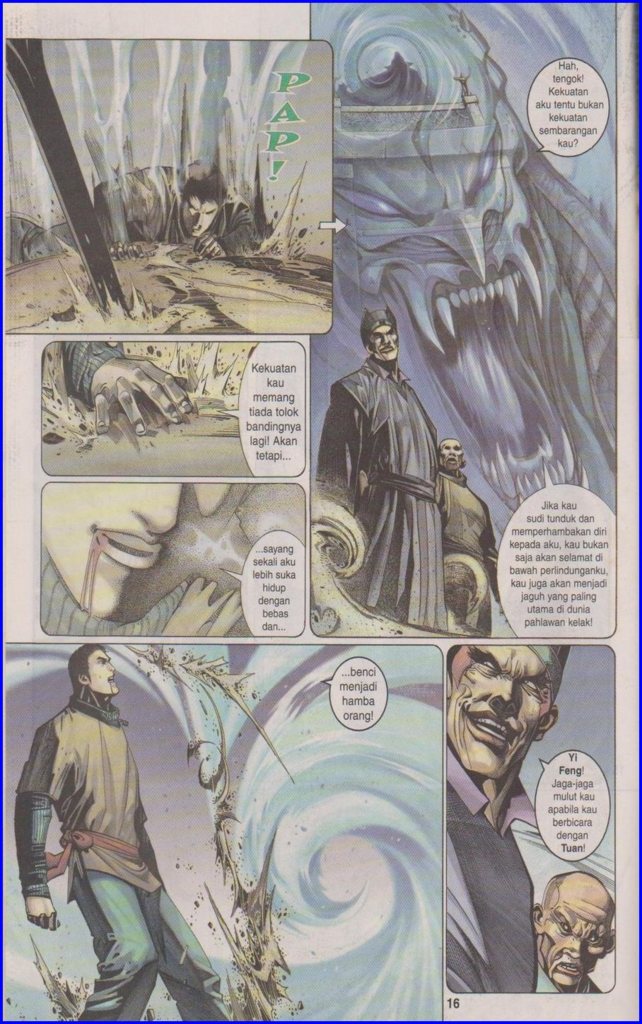 PAP!
Hah,
tengok!
Kekuatan
aku tentu bukan
kekuatan
sembarangan
kau?
Jika kau
sudi tunduk dan
memperhambakan diri
kepada aku, kau bukan
saja akan selamat di
bawah perlindunganku,
kau juga akan menjadi
jaguh yang paling
utama di dunia
pahlawan kelak!
Kekuatan
kau
memang
tiada tolok
bandingnya
lagi! Akan
tetapi...
...sayang
sekali aku
lebih suka
hidup
dengan
bebas
dan...
...benci
menjadi
hamba
orang!
Yi
Feng!
Jaga-jaga
mulut kau
apabila kau
berbicara
dengan
Tuan!
16